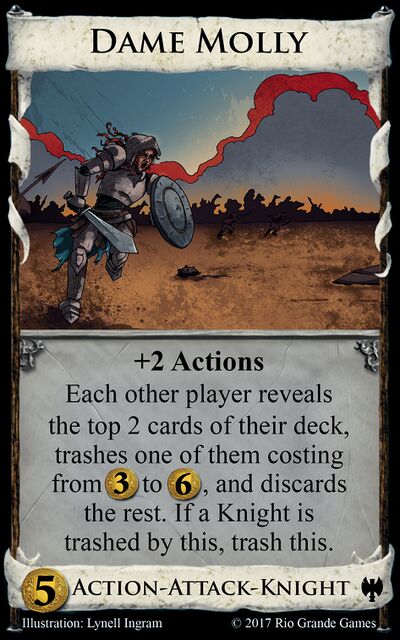 DAME MOLLY
+2 Actions
Each other player reveals
the top 2 cards of their deck,
trashes one of them costing
from 3 to 6, and discards
the rest. If a Knight is
trashed by this, trash this.
5 ACTION-ATTACK-KNIGHT
Illustration: Lynell Ingram © 2017 Rio Grande Games